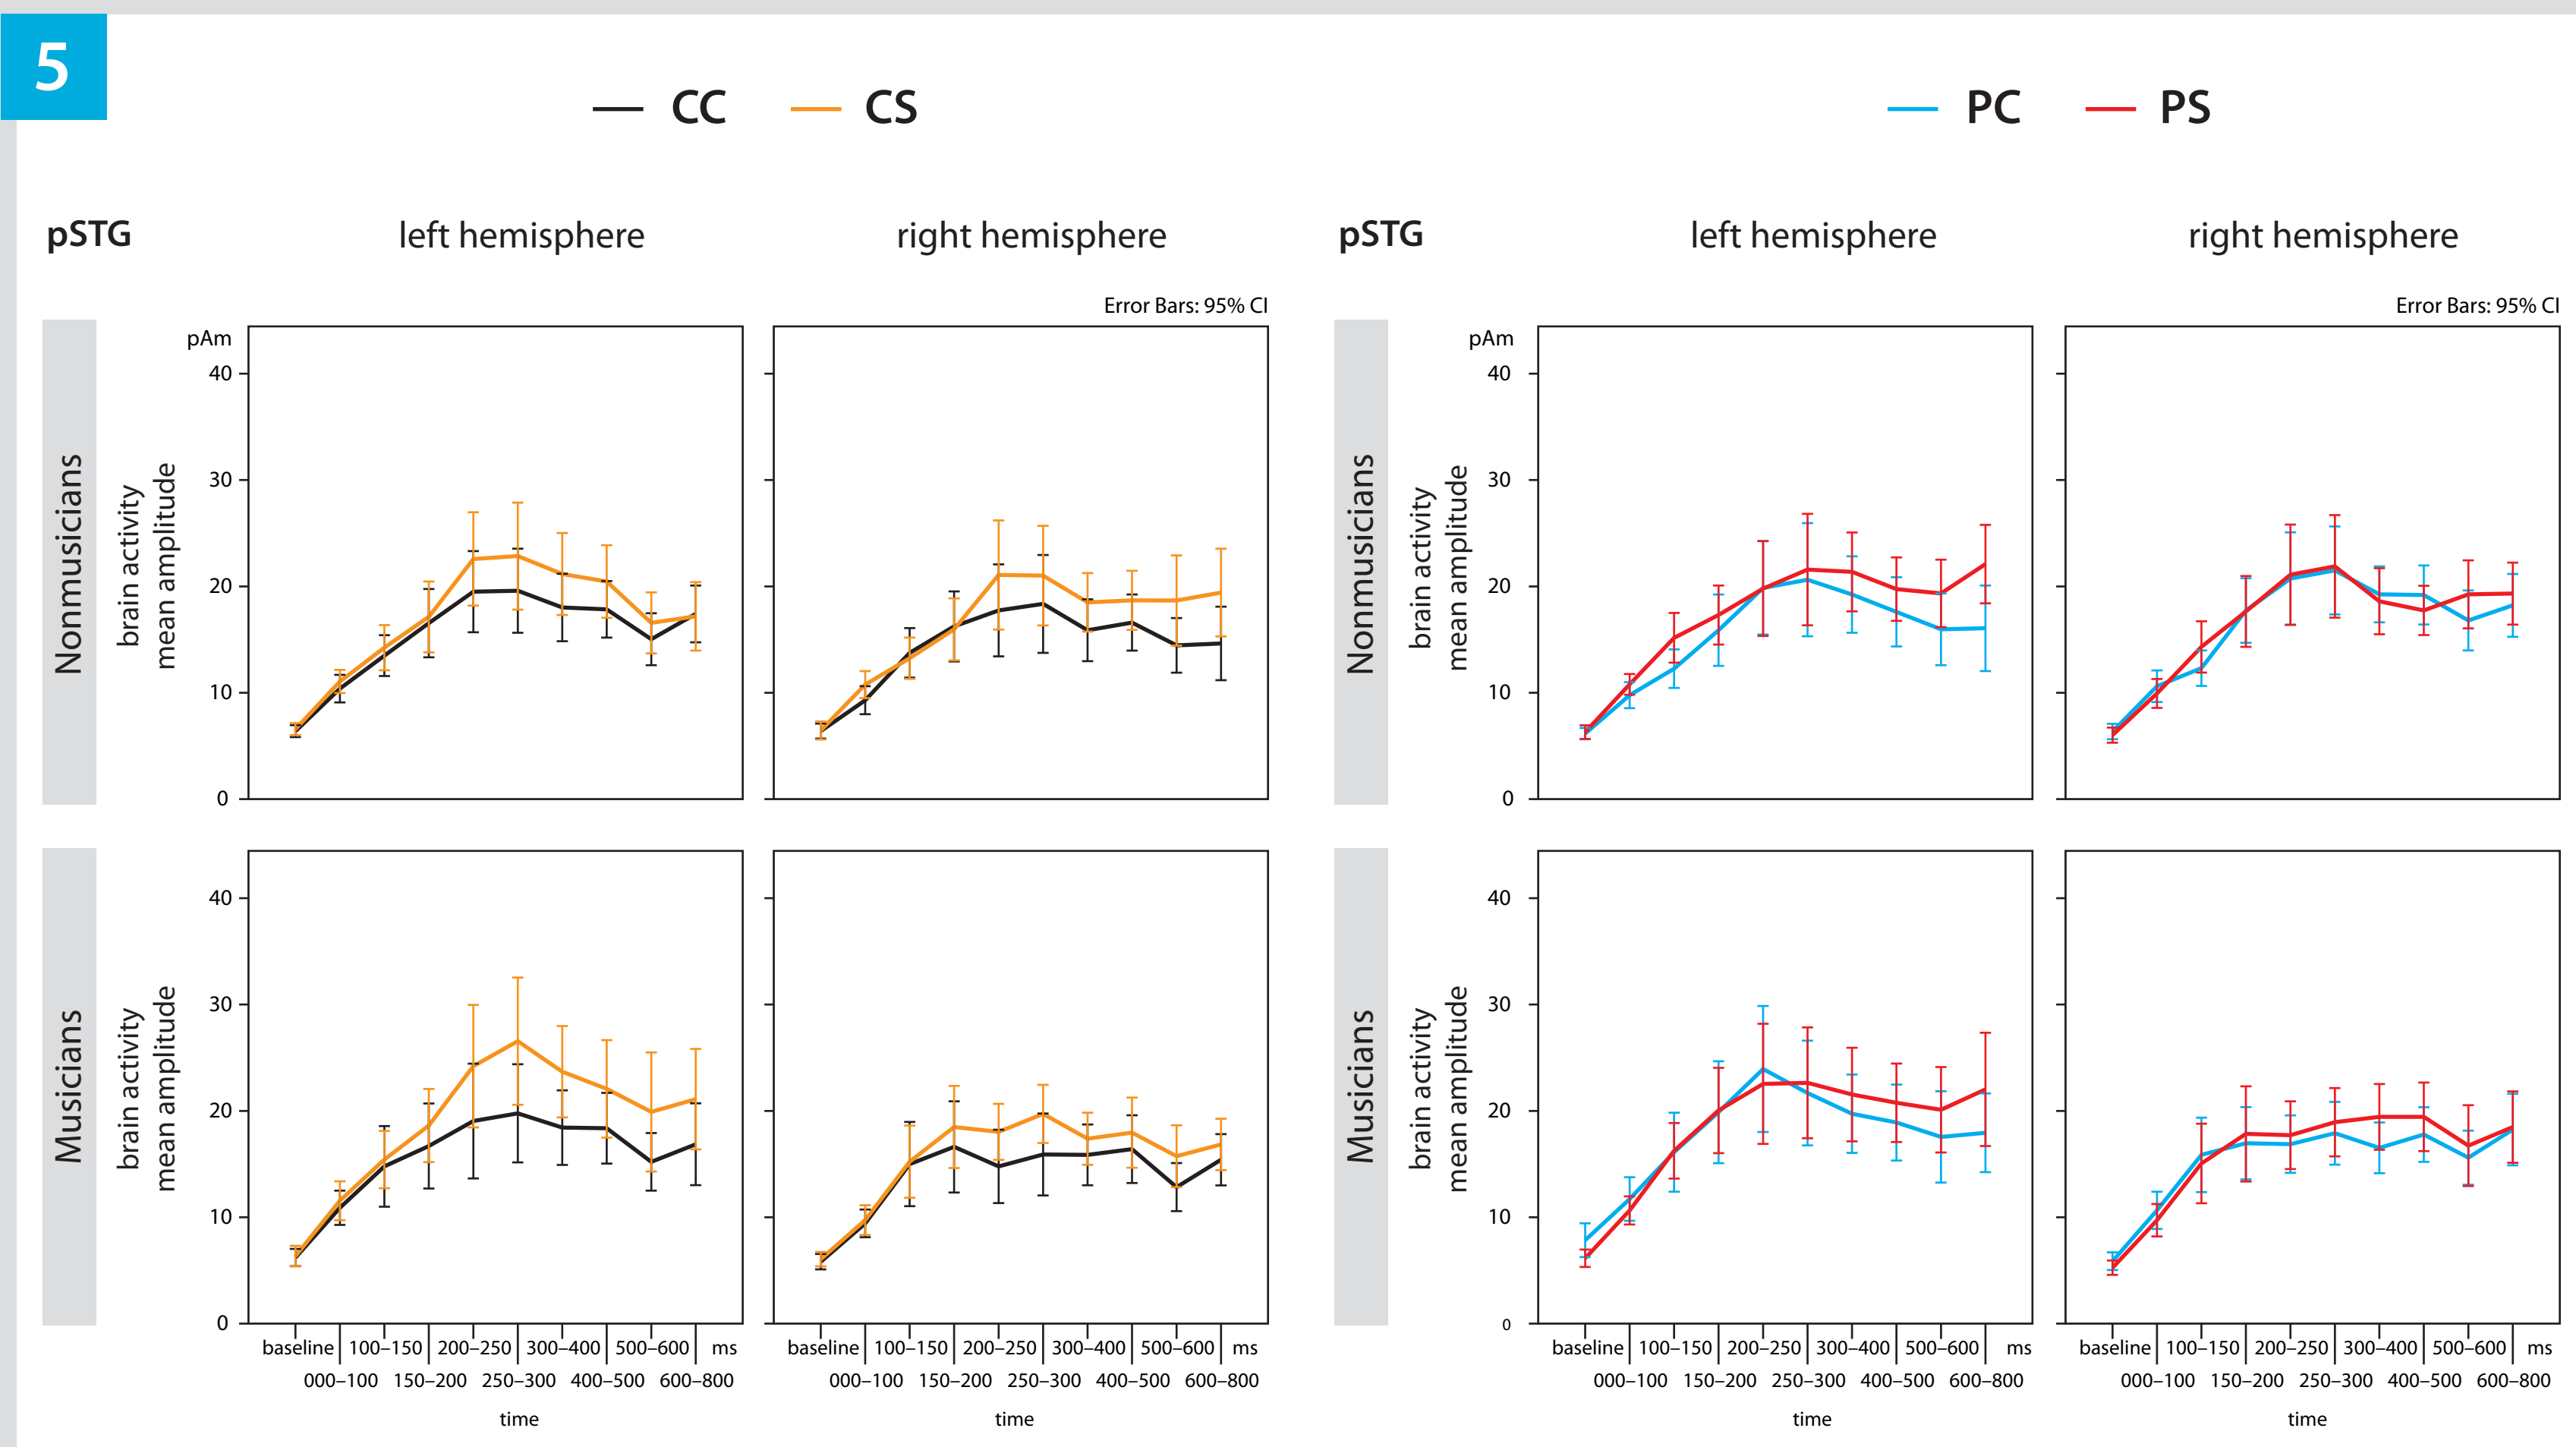 5
CC CS
PC PS
pSTG left hemisphere right hemisphere
pSTG left hemisphere right hemisphere
Error Bars: 95% CI
Error Bars: 95% CI
Nonmusicians
brain activity
mean amplitude
pAm
40
30
20
10
0
Nonmusicians
brain activity
mean amplitude
pAm
40
30
20
10
0
Musicians
brain activity
mean amplitude
40
30
20
10
0
Musicians
brain activity
mean amplitude
40
30
20
10
0
baseline 100–150 200–250 300–400 500–600 ms
000–100 150–200 250–300 400–500 600–800
time
baseline 100–150 200–250 300–400 500–600 ms
000–100 150–200 250–300 400–500 600–800
time
baseline 100–150 200–250 300–400 500–600 ms
000–100 150–200 250–300 400–500 600–800
time
baseline 100–150 200–250 300–400 500–600 ms
000–100 150–200 250–300 400–500 600–800
time